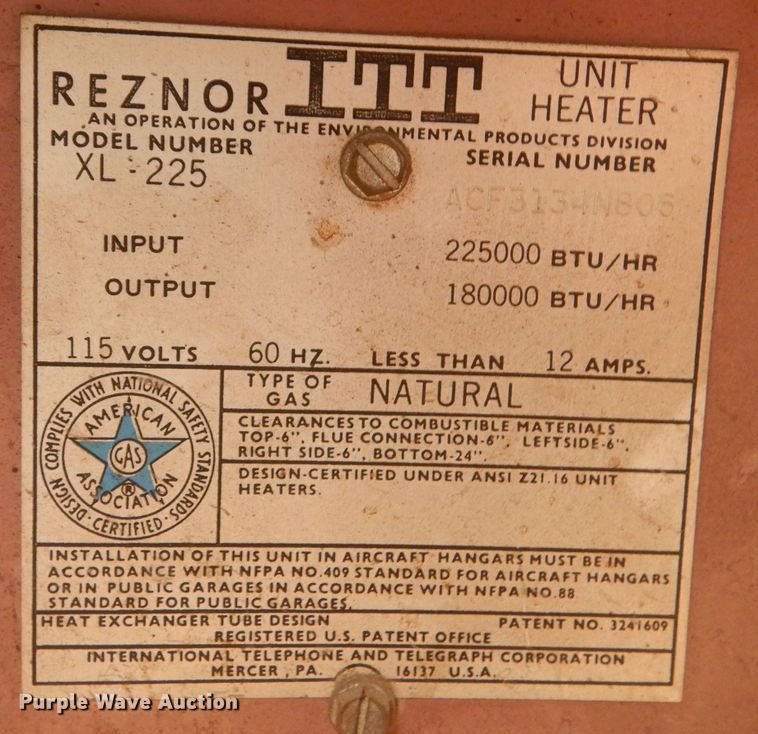 REZNOR ITT UNIT HEATER
AN OPERATION OF THE ENVIRONMENTAL PRODUCTS DIVISION
MODEL NUMBER SERIAL NUMBER
XL-225
INPUT 225000 BTU/HR
OUTPUT 180000 BTU/HR
115 VOLTS 60 HZ. LESS THAN 12 AMPS.
DESIGN COMPLIES WITH NATIONAL SAFETY STANDARDS
AMERICAN
GAS
ASSOCIATION
®
·CERTIFIED·
TYPE OF GAS NATURAL
CLEARANCES TO COMBUSTIBLE MATERIALS
TOP-6", FLUE CONNECTION-6", LEFTSIDE-6",
RIGHT SIDE-6", BOTTOM-24".
DESIGN-CERTIFIED UNDER ANSI Z21.16 UNIT
HEATERS.
INSTALLATION OF THIS UNIT IN AIRCRAFT HANGARS MUST BE IN
ACCORDANCE WITH NFPA NO.409 STANDARD FOR AIRCRAFT HANGARS
OR IN PUBLIC GARAGES IN ACCORDANCE WITH NFPA NO.88
STANDARD FOR PUBLIC GARAGES.
HEAT EXCHANGER TUBE DESIGN PATENT NO. 3241609
REGISTERED U.S. PATENT OFFICE
INTERNATIONAL TELEPHONE AND TELEGRAPH CORPORATION
MERCER, PA. 16137 U.S.A.
Purple Wave Auction